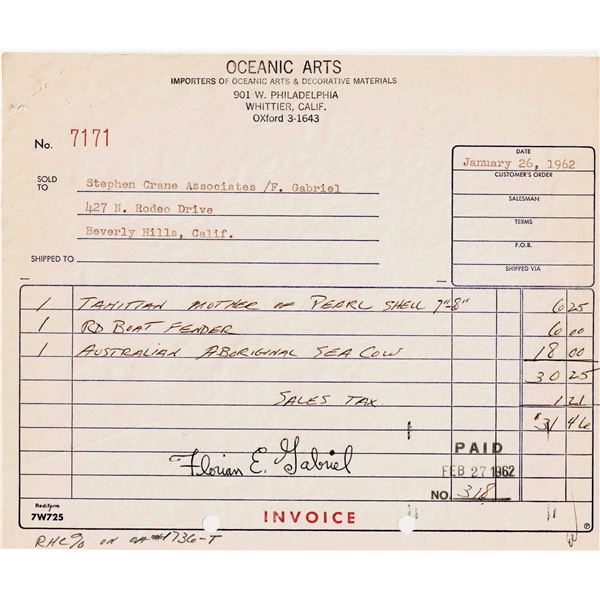 OCEANIC ARTS
IMPORTERS OF OCEANIC ARTS & DECORATIVE MATERIALS
901 W. PHILADELPHIA
WHITTIER, CALIF.
OXford 3-1643
No. 7171
DATE
January 26, 1962
CUSTOMER'S ORDER
SALESMAN
TERMS
F.O.B.
SHIPPED VIA
SOLD TO
Stephen Crane Associates /F. Gabriel
427 N. Rodeo Drive
Beverly Hills, Calif.
SHIPPED TO
1 TAHITIAN MOTHER OF PEARL SHELL 7"-8" 6 25
1 RD BOAT FENDER 6 00
1 AUSTRALIAN ABORIGINAL SEA COW 18 00
30 25
SALES TAX 1 21
$31 46
Florian E. Gabriel
PAID
FEB 27 1962
NO. 318
Rediform
7W725
INVOICE
RHC % ON #1736-T